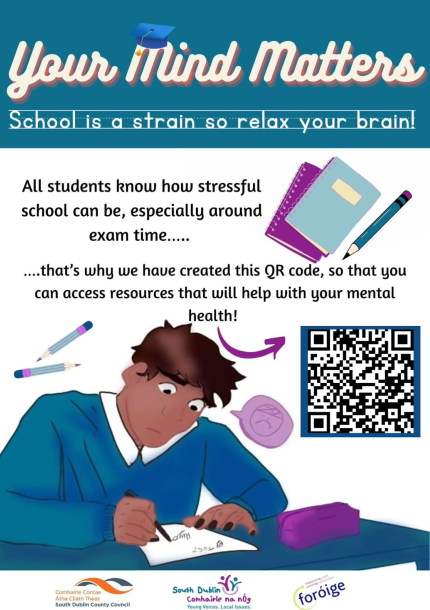 Your Mind Matters
School is a strain so relax your brain!
All students know how stressful
school can be, especially around
exam time.....
....that's why we have created this QR code, so that you
can access resources that will help with your mental
health!
Comhairle Contae
Átha Cliath Theas
South Dublin County Council
South Dublin
Comhairle na nÓg
Young Voices. Local Issues.
foróige